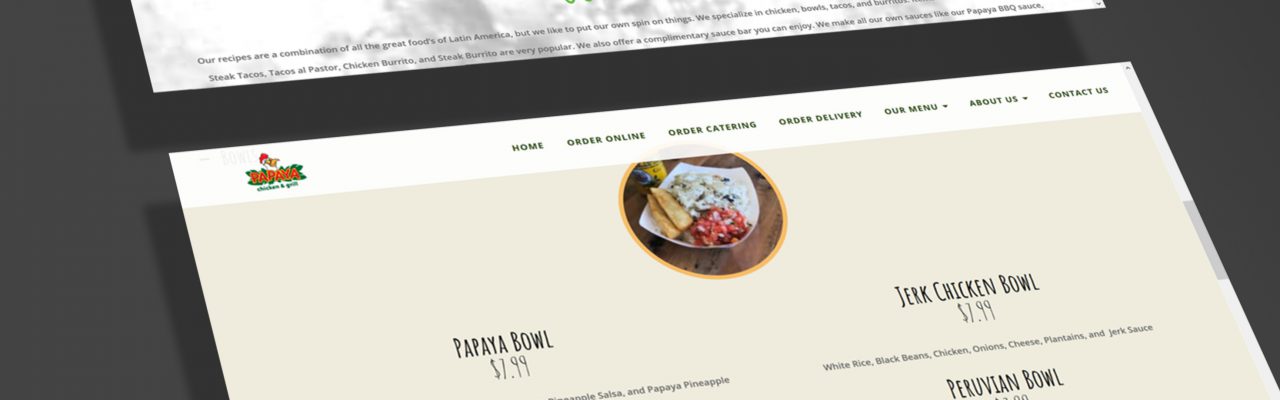 Our recipes are a combination of all the great food's of Latin America, but we like to put our own spin on things. We specialize in chicken, bowls, tacos, and burritos.
Steak Tacos, Tacos al Pastor, Chicken Burrito, and Steak Burrito are very popular. We also offer a complimentary sauce bar you can enjoy. We make all our own sauces like our Papaya BBQ sauce,
BOWLS
PAPAYA
chicken & grill
HOME ORDER ONLINE ORDER CATERING ORDER DELIVERY OUR MENU ABOUT US CONTACT US
PAPAYA BOWL
$7.99
Pineapple Salsa, and Papaya Pineapple
JERK CHICKEN BOWL
$7.99
White Rice, Black Beans, Chicken, Onions, Cheese, Plantains, and Jerk Sauce
PERUVIAN BOWL